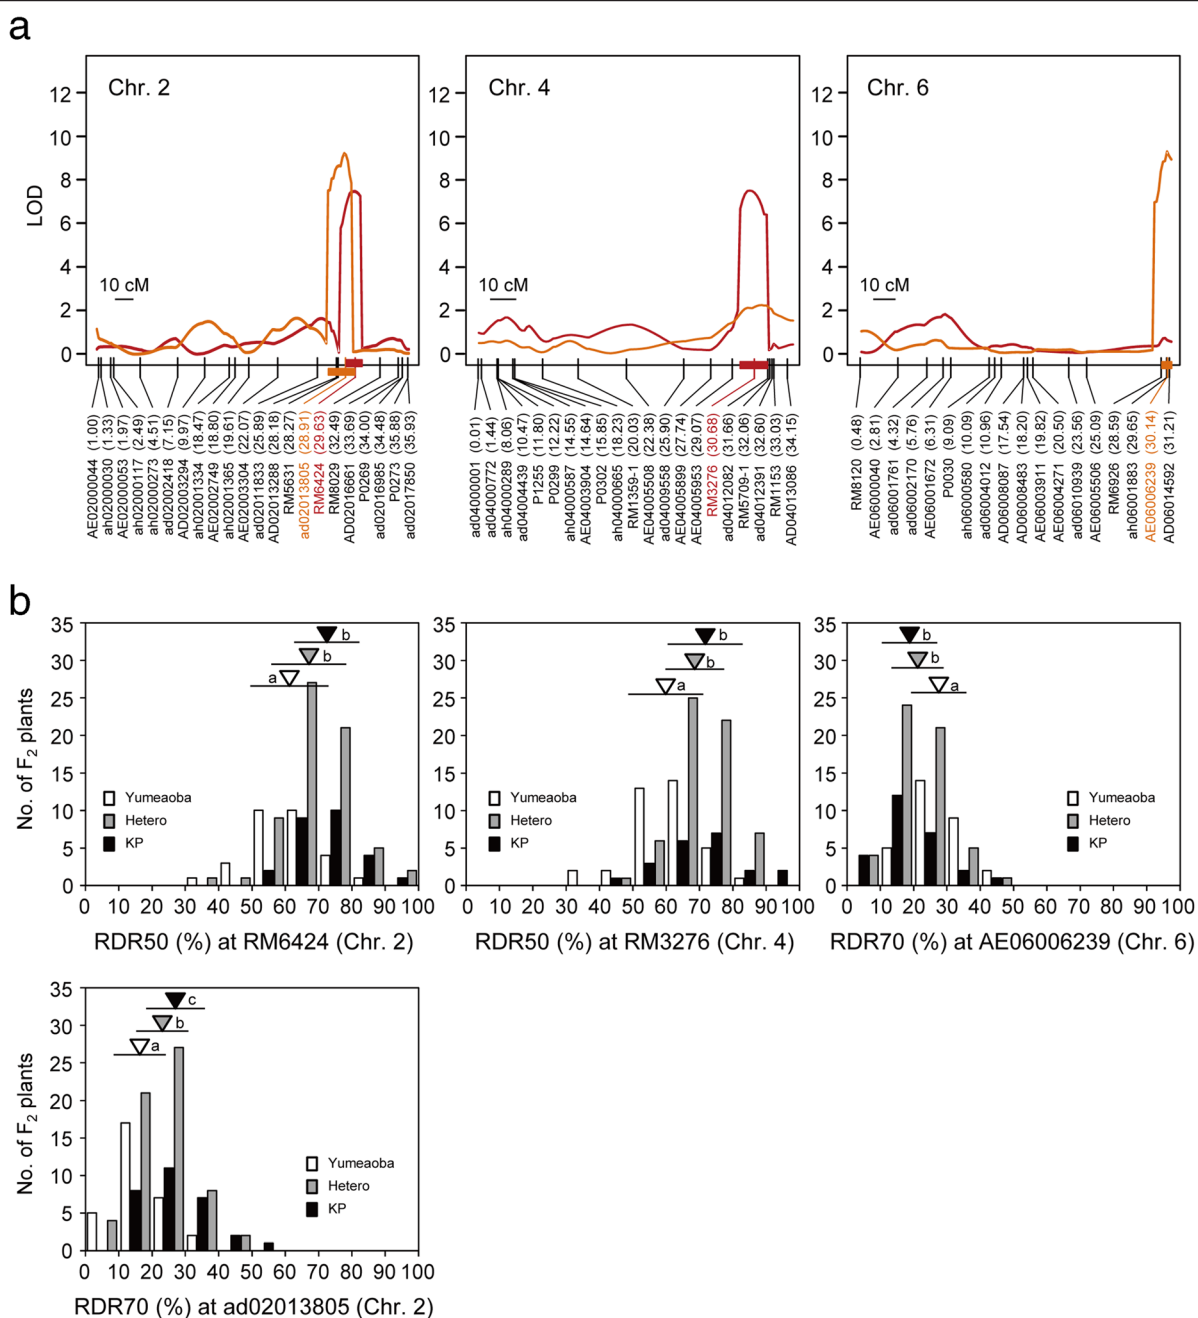 a
Chr. 2
Chr. 4
Chr. 6
LOD
12
10
8
6
4
2
0
10 cM
12
10
8
6
4
2
0
10 cM
12
10
8
6
4
2
0
10 cM
AE02000044 (1.00)
ah02000030 (1.33)
AE02000053 (1.97)
ah02000117 (2.49)
ah02000273 (4.51)
ad02002418 (7.15)
AD02003294 (9.97)
ah02001334 (18.47)
AE02002749 (18.80)
ah02001365 (19.61)
AE02003304 (22.07)
ad02011833 (25.89)
AD02013288 (28.18)
RM5631 (28.27)
ad02013805 (28.91)
RM6424 (29.63)
RM8029 (32.49)
AD02016661 (33.69)
P0269 (34.00)
ad02016985 (34.48)
P0273 (35.88)
ad02017850 (35.93)
ad04000001 (0.01)
ad04000772 (1.44)
ah04000289 (8.06)
ad04004439 (10.47)
P1255 (11.80)
P0299 (12.22)
ah04000587 (14.55)
AE04003904 (14.64)
P0302 (15.85)
ah04000665 (18.23)
RM1359-1 (20.03)
AE04005508 (22.38)
ad04009558 (25.90)
AE04005899 (27.74)
AE04005953 (29.07)
RM3276 (30.68)
ad04012082 (31.66)
RM5709-1 (32.06)
ad04012391 (32.60)
RM1153 (33.03)
AD04013086 (34.15)
RM8120 (0.48)
AE06000040 (2.81)
ad06001761 (4.32)
ad06002170 (5.76)
AE06001672 (6.31)
P0030 (9.09)
ah06000580 (10.09)
ad06004012 (10.96)
AD06008087 (17.54)
AD06008483 (18.20)
AE06003911 (19.82)
AE06004271 (20.50)
ad06010939 (23.56)
AE06005506 (25.09)
RM6926 (28.59)
ah06001883 (29.65)
AE06006239 (30.14)
AD06014592 (31.21)
b
No. of F2 plants
35
30
25
20
15
10
5
0
b
b
a
Yumeaoba
Hetero
KP
0 10 20 30 40 50 60 70 80 90 100
RDR50 (%) at RM6424 (Chr. 2)
35
30
25
20
15
10
5
0
b
b
a
Yumeaoba
Hetero
KP
0 10 20 30 40 50 60 70 80 90 100
RDR50 (%) at RM3276 (Chr. 4)
35
30
25
20
15
10
5
0
b
b
a
Yumeaoba
Hetero
KP
0 10 20 30 40 50 60 70 80 90 100
RDR70 (%) at AE06006239 (Chr. 6)
No. of F2 plants
35
30
25
20
15
10
5
0
c
b
a
Yumeaoba
Hetero
KP
0 10 20 30 40 50 60 70 80 90 100
RDR70 (%) at ad02013805 (Chr. 2)